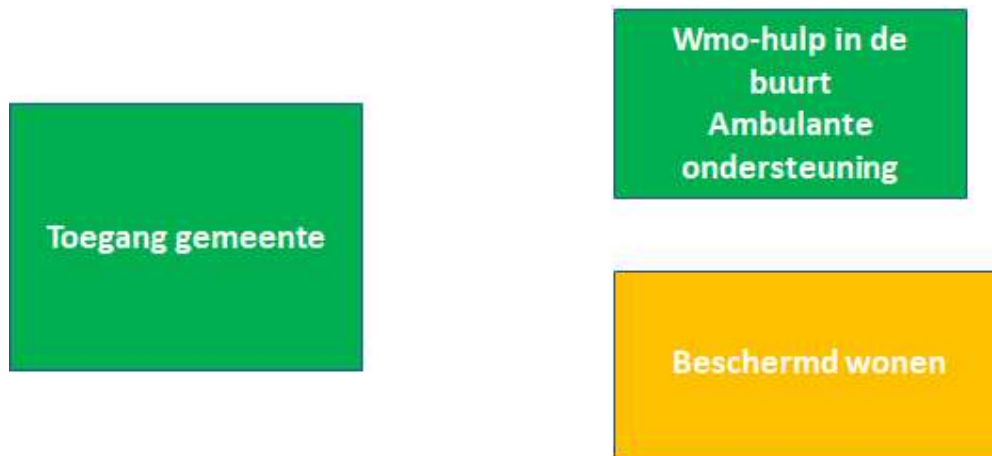 Toegang gemeente
Wmo-hulp in de
buurt
Ambulante
ondersteuning
Beschermd wonen